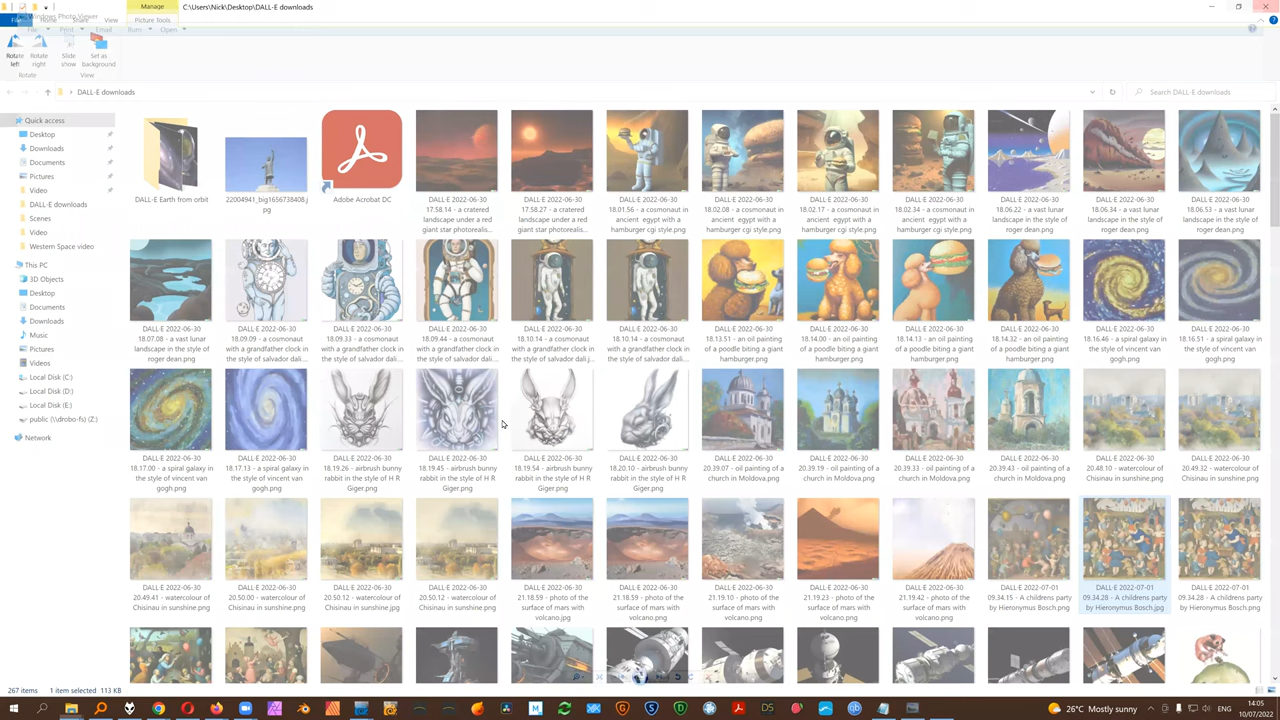 Manage
C:\Users\Nick\Desktop\DALL-E downloads
Windows Photo Viewer
File Home Share View Picture Tools
File Print Email Burn Open
Rotate left Rotate right Slide show Set as background
Rotate View
DALL-E downloads
Search DALL-E downloads
Quick access
Desktop
Downloads
Documents
Pictures
Video
DALL-E downloads
Scenes
Video
Western Space video
This PC
3D Objects
Desktop
Documents
Downloads
Music
Pictures
Videos
Local Disk (C:)
Local Disk (D:)
Local Disk (E:)
public (\\drobo-fs) (Z:)
Network
DALL-E Earth from orbit
22004941_big1656738408.j
pg
Adobe Acrobat DC
DALL·E 2022-06-30
17.58.14 - a cratered
landscape under a red
giant star photorealis...
DALL·E 2022-06-30
17.58.27 - a cratered
landscape under a red
giant star photorealis...
DALL·E 2022-06-30
18.01.56 - a cosmonaut in
ancient egypt with a
hamburger cgi style.png
DALL·E 2022-06-30
18.02.08 - a cosmonaut in
ancient egypt with a
hamburger cgi style.png
DALL·E 2022-06-30
18.02.17 - a cosmonaut in
ancient egypt with a
hamburger cgi style.png
DALL·E 2022-06-30
18.02.34 - a cosmonaut in
ancient egypt with a
hamburger cgi style.png
DALL·E 2022-06-30
18.06.22 - a vast lunar
landscape in the style of
roger dean.png
DALL·E 2022-06-30
18.06.34 - a vast lunar
landscape in the style of
roger dean.png
DALL·E 2022-06-30
18.06.53 - a vast lunar
landscape in the style of
roger dean.png
DALL·E 2022-06-30
18.07.08 - a vast lunar
landscape in the style of
roger dean.png
DALL·E 2022-06-30
18.09.09 - a cosmonaut
with a grandfather clock in
the style of salvador dali....
DALL·E 2022-06-30
18.09.33 - a cosmonaut
with a grandfather clock in
the style of salvador dali....
DALL·E 2022-06-30
18.09.44 - a cosmonaut
with a grandfather clock in
the style of salvador dali....
DALL·E 2022-06-30
18.10.14 - a cosmonaut
with a grandfather clock in
the style of salvador dali.j...
DALL·E 2022-06-30
18.10.14 - a cosmonaut
with a grandfather clock in
the style of salvador dali....
DALL·E 2022-06-30
18.13.51 - an oil painting
of a poodle biting a giant
hamburger.png
DALL·E 2022-06-30
18.14.00 - an oil painting
of a poodle biting a giant
hamburger.png
DALL·E 2022-06-30
18.14.13 - an oil painting
of a poodle biting a giant
hamburger.png
DALL·E 2022-06-30
18.14.32 - an oil painting
of a poodle biting a giant
hamburger.png
DALL·E 2022-06-30
18.16.46 - a spiral galaxy
in the style of vincent van
gogh.png
DALL·E 2022-06-30
18.16.51 - a spiral galaxy
in the style of vincent van
gogh.png
DALL·E 2022-06-30
18.17.00 - a spiral galaxy
in the style of vincent van
gogh.png
DALL·E 2022-06-30
18.17.13 - a spiral galaxy
in the style of vincent van
gogh.png
DALL·E 2022-06-30
18.19.26 - airbrush bunny
rabbit in the style of H R
Giger.png
DALL·E 2022-06-30
18.19.45 - airbrush bunny
rabbit in the style of H R
Giger.png
DALL·E 2022-06-30
18.19.54 - airbrush bunny
rabbit in the style of H R
Giger.png
DALL·E 2022-06-30
18.20.10 - airbrush bunny
rabbit in the style of H R
Giger.png
DALL·E 2022-06-30
20.39.07 - oil painting of a
church in Moldova.png
DALL·E 2022-06-30
20.39.19 - oil painting of a
church in Moldova.png
DALL·E 2022-06-30
20.39.33 - oil painting of a
church in Moldova.png
DALL·E 2022-06-30
20.39.43 - oil painting of a
church in Moldova.png
DALL·E 2022-06-30
20.48.10 - watercolour of
Chisinau in sunshine.png
DALL·E 2022-06-30
20.49.32 - watercolour of
Chisinau in sunshine.png
DALL·E 2022-06-30
20.49.41 - watercolour of
Chisinau in sunshine.png
DALL·E 2022-06-30
20.50.00 - watercolour of
Chisinau in sunshine.png
DALL·E 2022-06-30
20.50.12 - watercolour of
Chisinau in sunshine.jpg
DALL·E 2022-06-30
20.50.12 - watercolour of
Chisinau in sunshine.png
DALL·E 2022-06-30
21.18.59 - photo of the
surface of mars with
volcano.jpg
DALL·E 2022-06-30
21.18.59 - photo of the
surface of mars with
volcano.png
DALL·E 2022-06-30
21.19.10 - photo of the
surface of mars with
volcano.png
DALL·E 2022-06-30
21.19.23 - photo of the
surface of mars with
volcano.png
DALL·E 2022-06-30
21.19.42 - photo of the
surface of mars with
volcano.png
DALL·E 2022-07-01
09.34.15 - A childrens party
by Hieronymus Bosch.png
DALL·E 2022-07-01
09.34.28 - A childrens party
by Hieronymus Bosch.jpg
DALL·E 2022-07-01
09.34.28 - A childrens party
by Hieronymus Bosch.png
267 items 1 item selected 113 KB
26°C Mostly sunny
14:05
10/07/2022